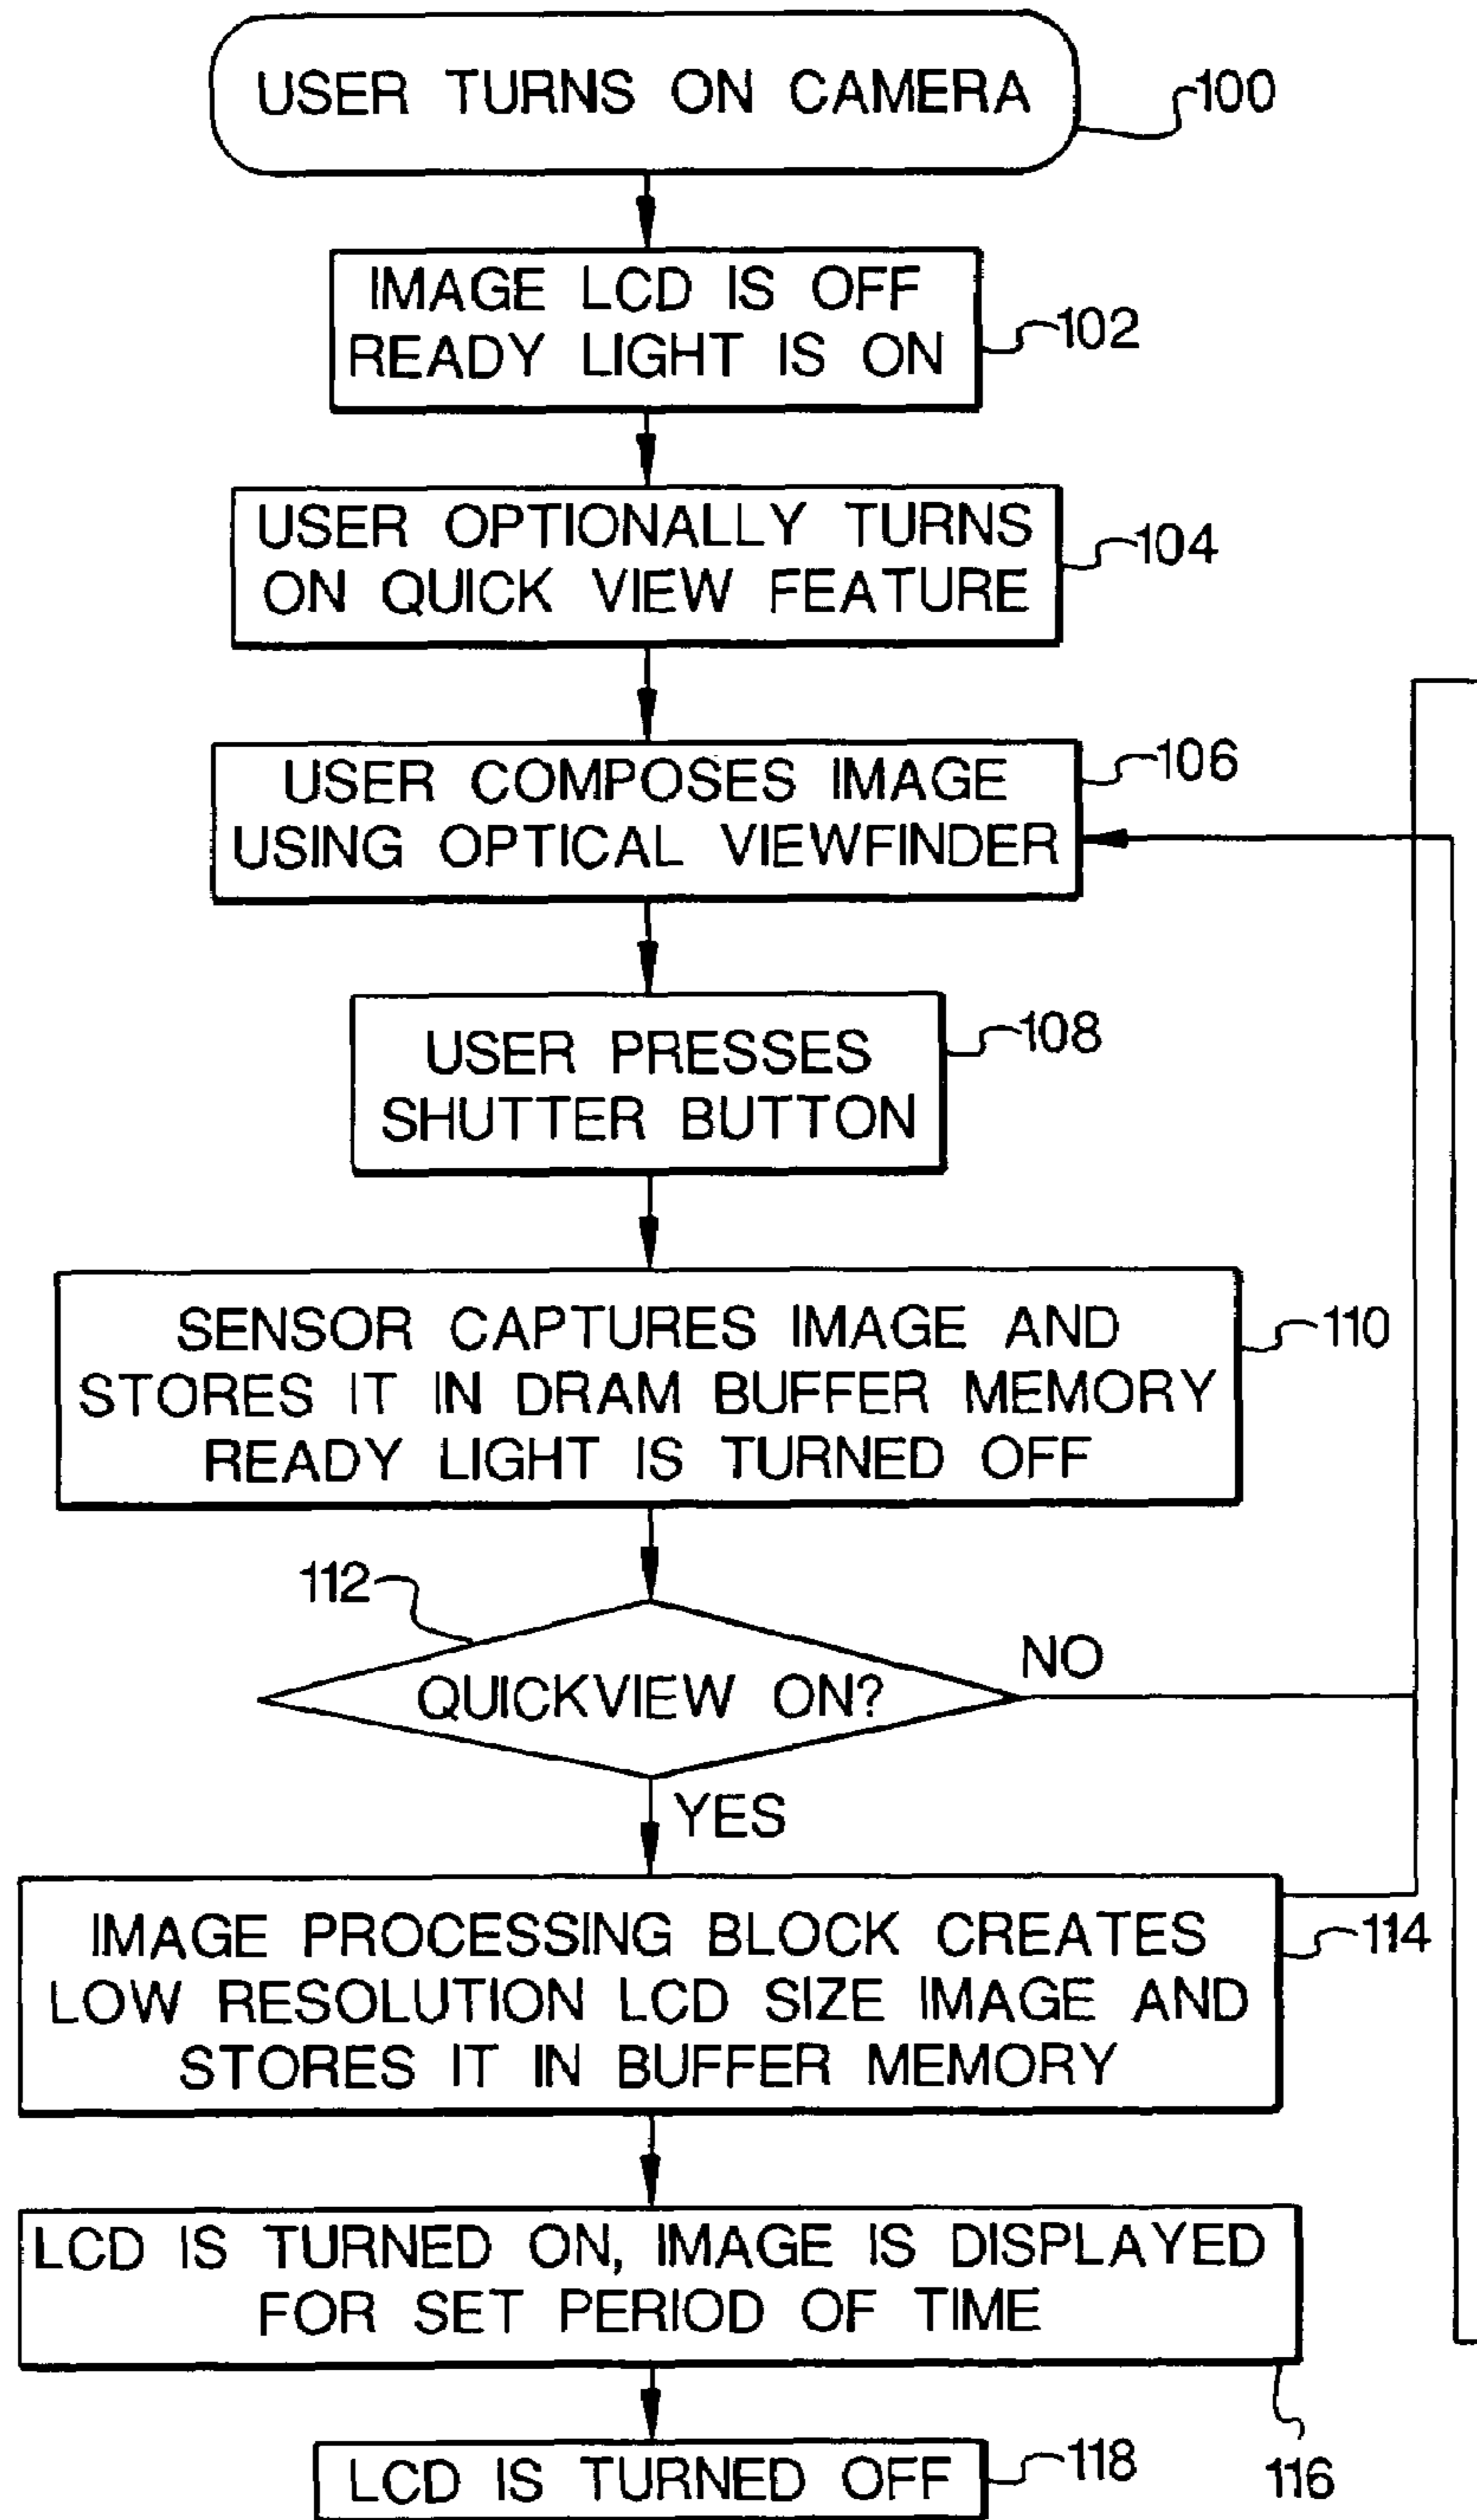 USER TURNS ON CAMERA
100
IMAGE LCD IS OFF
READY LIGHT IS ON
102
USER OPTIONALLY TURNS
ON QUICK VIEW FEATURE
104
USER COMPOSES IMAGE
USING OPTICAL VIEWFINDER
106
USER PRESSES
SHUTTER BUTTON
108
SENSOR CAPTURES IMAGE AND
STORES IT IN DRAM BUFFER MEMORY
READY LIGHT IS TURNED OFF
110
112
QUICKVIEW ON?
NO
YES
IMAGE PROCESSING BLOCK CREATES
LOW RESOLUTION LCD SIZE IMAGE AND
STORES IT IN BUFFER MEMORY
114
LCD IS TURNED ON, IMAGE IS DISPLAYED
FOR SET PERIOD OF TIME
116
LCD IS TURNED OFF
118